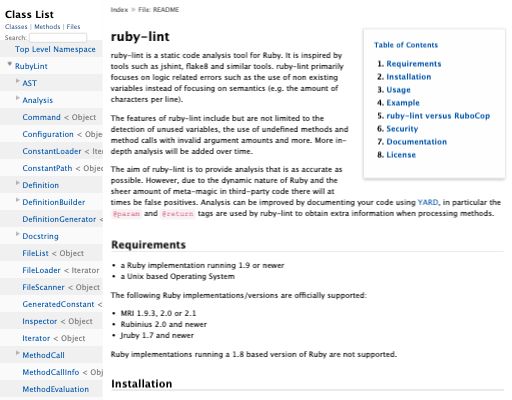 Class List
Classes | Methods | Files
Search:
Top Level Namespace
RubyLint
AST
Analysis
Command < Object
Configuration < Obje
ConstantLoader < Ite
ConstantPath < Objec
Definition
DefinitionBuilder
DefinitionGenerator <
Docstring
FileList < Object
FileLoader < Iterator
FileScanner < Object
GeneratedConstant <
Inspector < Object
Iterator < Object
MethodCall
MethodCallInfo < Obj
MethodEvaluation
Index > File: README
ruby-lint
ruby-lint is a static code analysis tool for Ruby. It is inspired by
tools such as jshint, flake8 and similar tools. ruby-lint primarily
focuses on logic related errors such as the use of non existing
variables instead of focusing on semantics (e.g. the amount of
characters per line).
The features of ruby-lint include but are not limited to the
detection of unused variables, the use of undefined methods and
method calls with invalid argument amounts and more. More in-
depth analysis will be added over time.
The aim of ruby-lint is to provide analysis that is as accurate as
possible. However, due to the dynamic nature of Ruby and the
sheer amount of meta-magic in third-party code there will at
times be false positives. Analysis can be improved by documenting your code using YARD, in particular the
@param and @return tags are used by ruby-lint to obtain extra information when processing methods.
Table of Contents
1. Requirements
2. Installation
3. Usage
4. Example
5. ruby-lint versus RuboCop
6. Security
7. Documentation
8. License
Requirements
• a Ruby implementation running 1.9 or newer
• a Unix based Operating System
The following Ruby implementations/versions are officially supported:
• MRI 1.9.3, 2.0 or 2.1
• Rubinius 2.0 and newer
• Jruby 1.7 and newer
Ruby implementations running a 1.8 based version of Ruby are not supported.
Installation